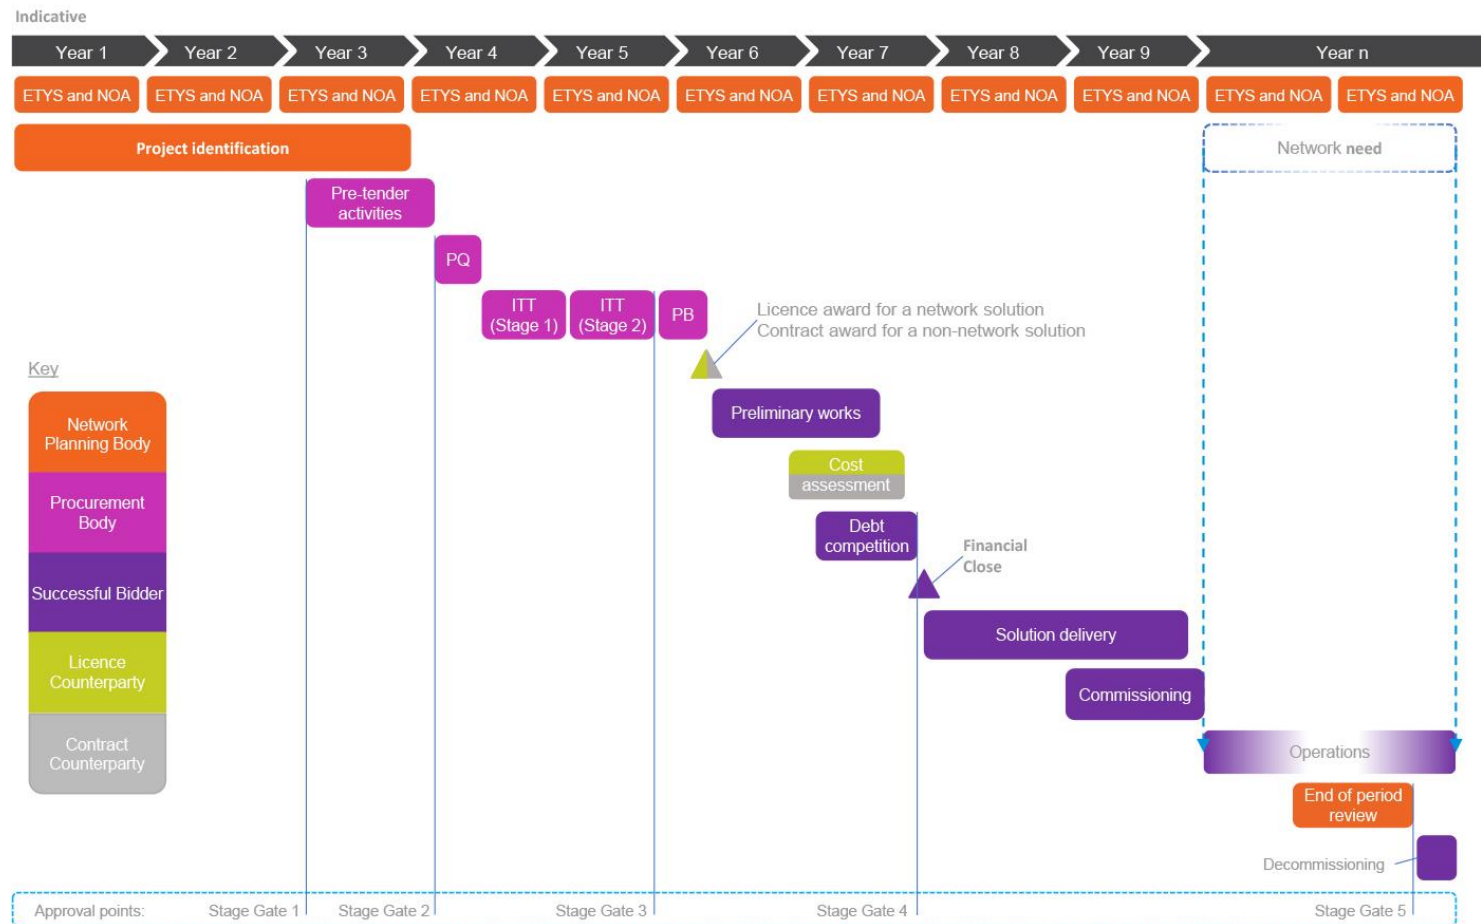 Indicative
Year 1 Year 2 Year 3 Year 4 Year 5 Year 6 Year 7 Year 8 Year 9 Year n
ETYS and NOA ETYS and NOA ETYS and NOA ETYS and NOA ETYS and NOA ETYS and NOA ETYS and NOA ETYS and NOA ETYS and NOA ETYS and NOA ETYS and NOA
Project identification
Network need
Pre-tender
activities
PQ
ITT
(Stage 1)
ITT
(Stage 2)
PB
Licence award for a network solution
Contract award for a non-network solution
Key
Network
Planning Body
Procurement
Body
Successful Bidder
Licence
Counterparty
Contract
Counterparty
Preliminary works
Cost
assessment
Debt
competition
Financial
Close
Solution delivery
Commissioning
Operations
End of period
review
Decommissioning
Approval points: Stage Gate 1 Stage Gate 2 Stage Gate 3 Stage Gate 4 Stage Gate 5